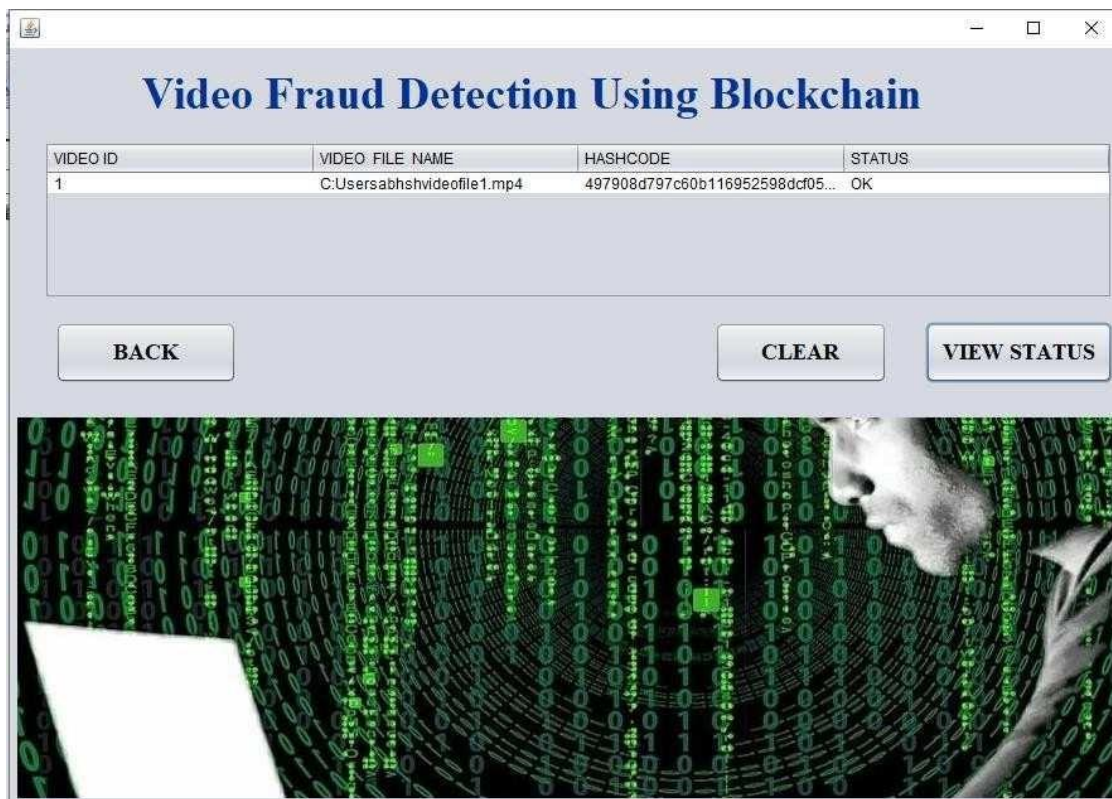 Video Fraud Detection Using Blockchain
VIDEO ID VIDEO FILE NAME HASHCODE STATUS
1 C:Usersabhshvideofile1.mp4 497908d797c60b116952598dcf05... OK
BACK CLEAR VIEW STATUS